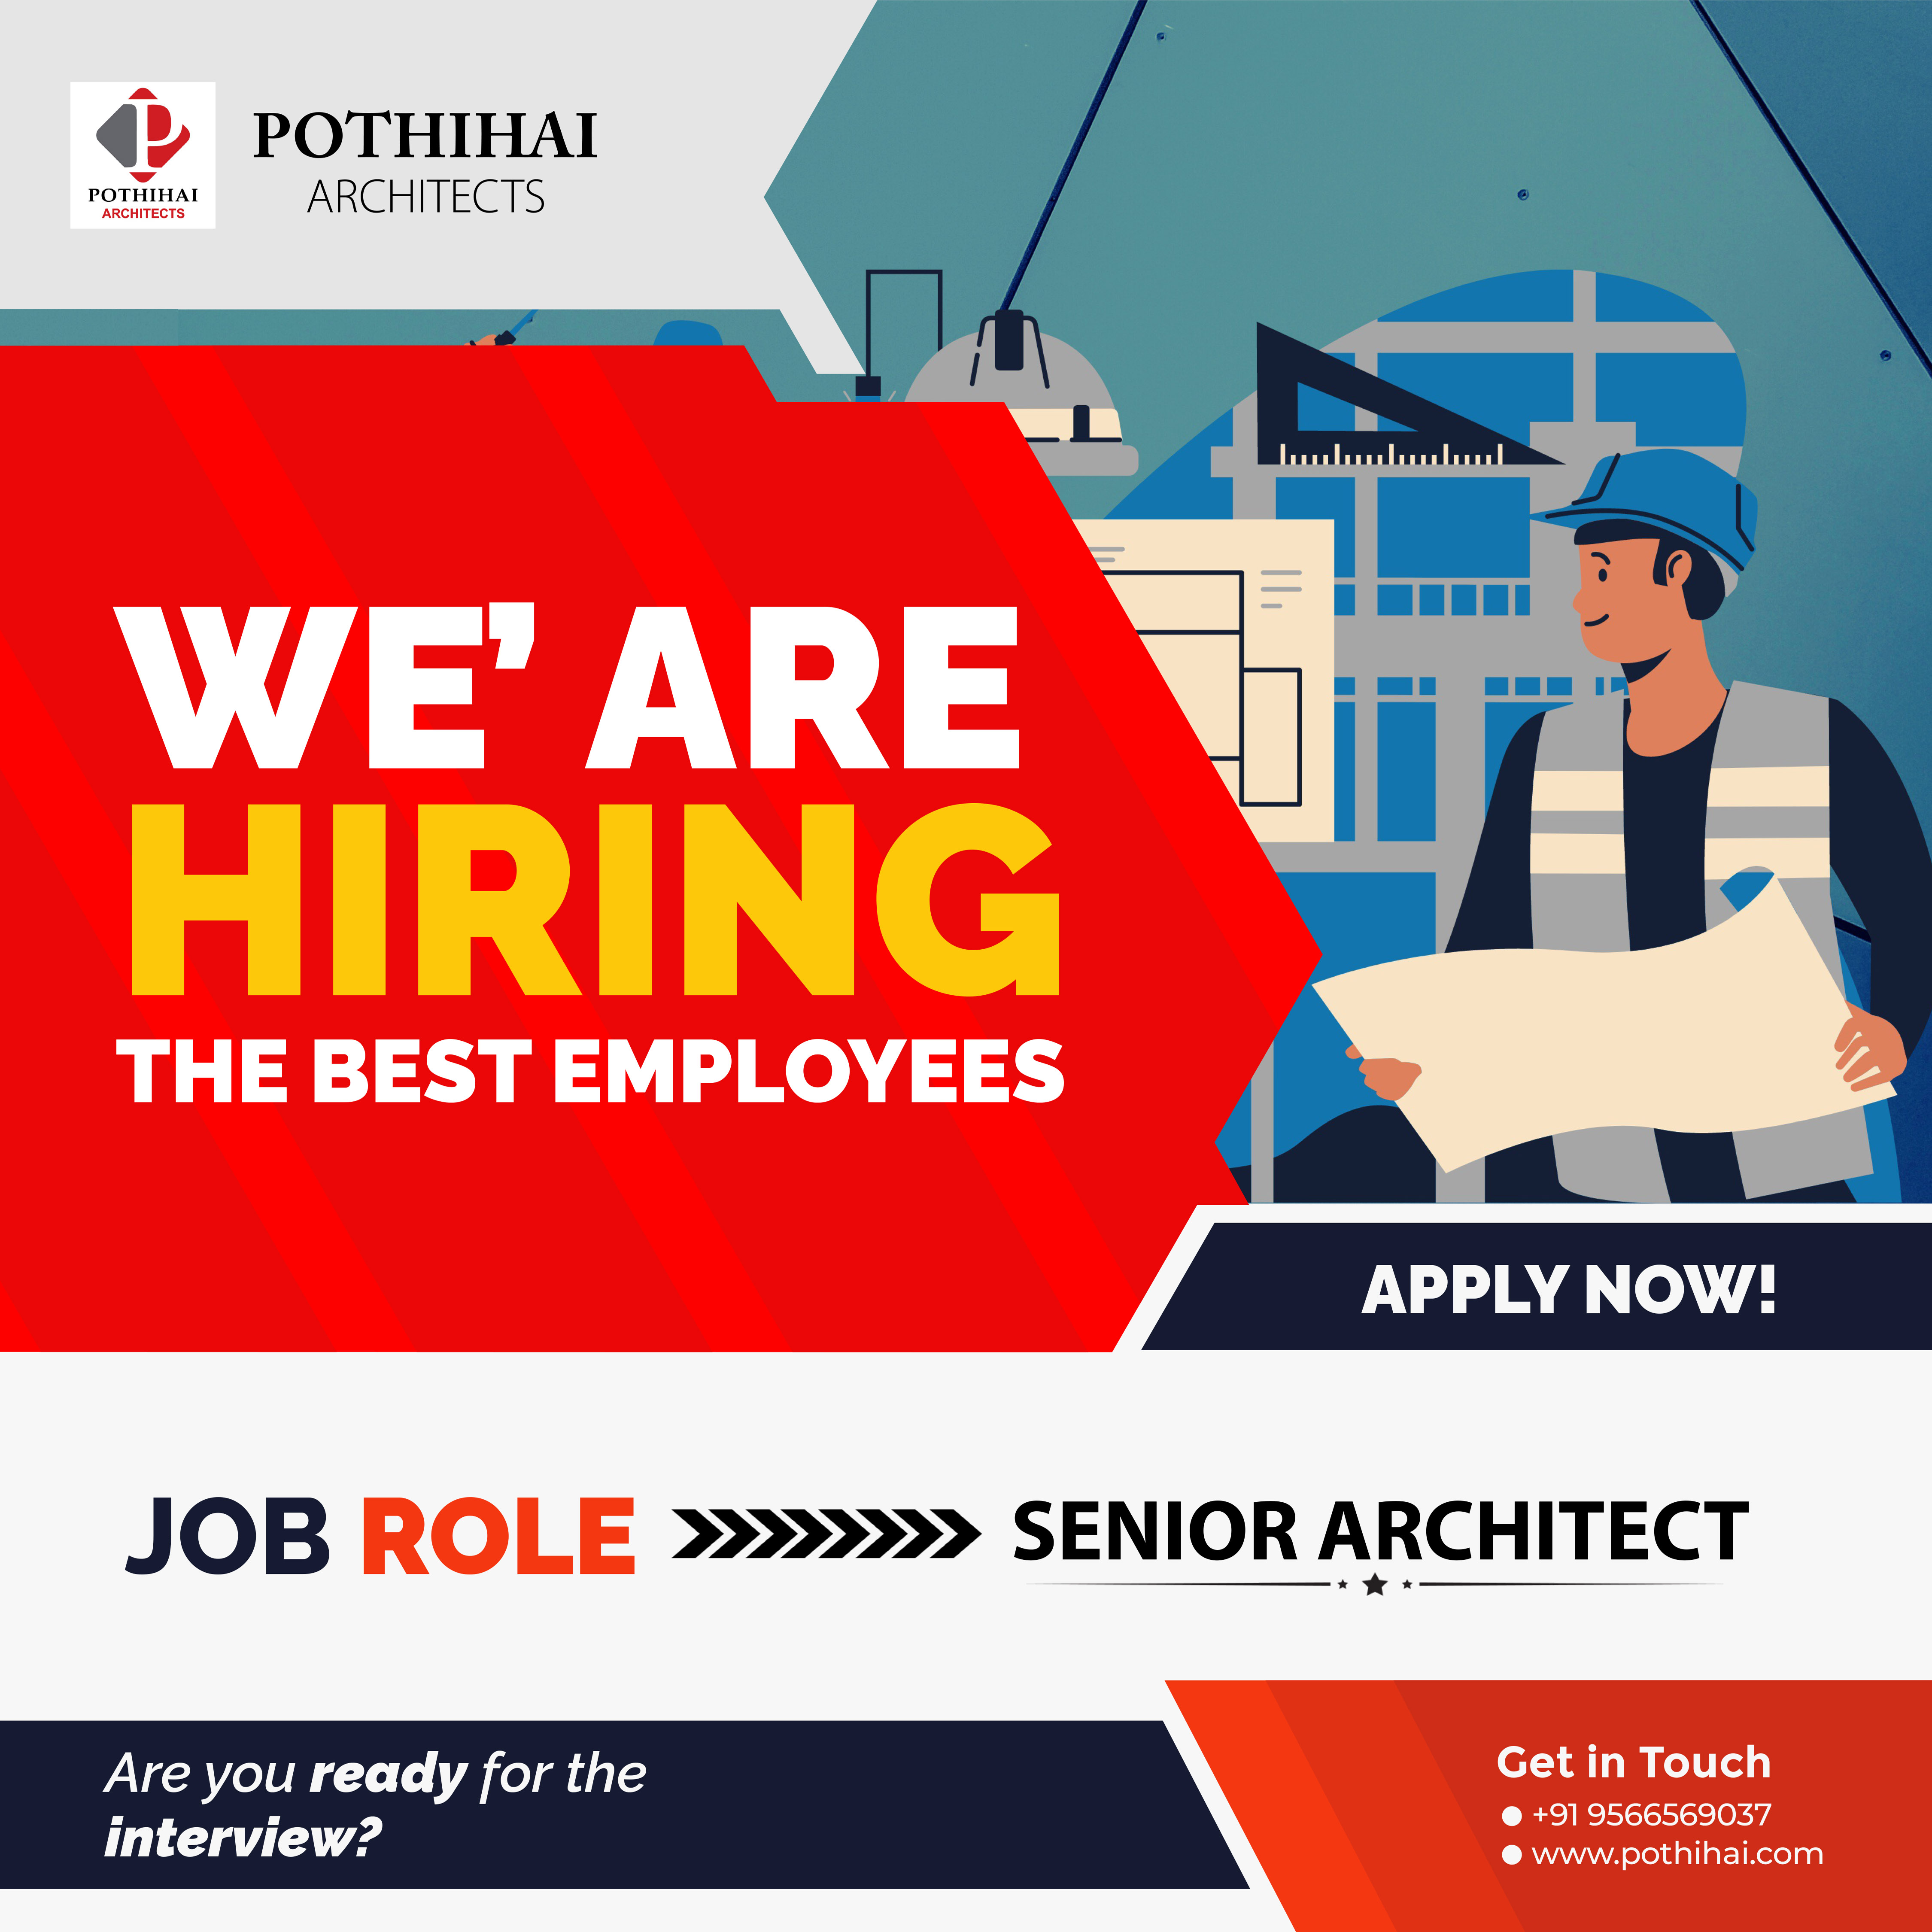 POTHIHAI
ARCHITECTS
POTHIHAI
ARCHITECTS
WE’ ARE
HIRING
THE BEST EMPLOYEES
APPLY NOW!
JOB ROLE
SENIOR ARCHITECT
Are you ready for the
interview?
Get in Touch
+91 9566569037
www.pothihai.com